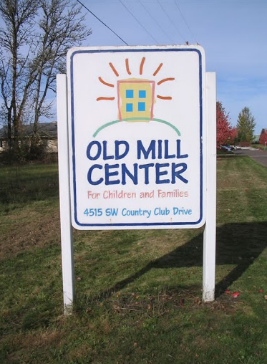 OLD MILL
CENTER
For Children and Families
4515 SW Country Club Drive